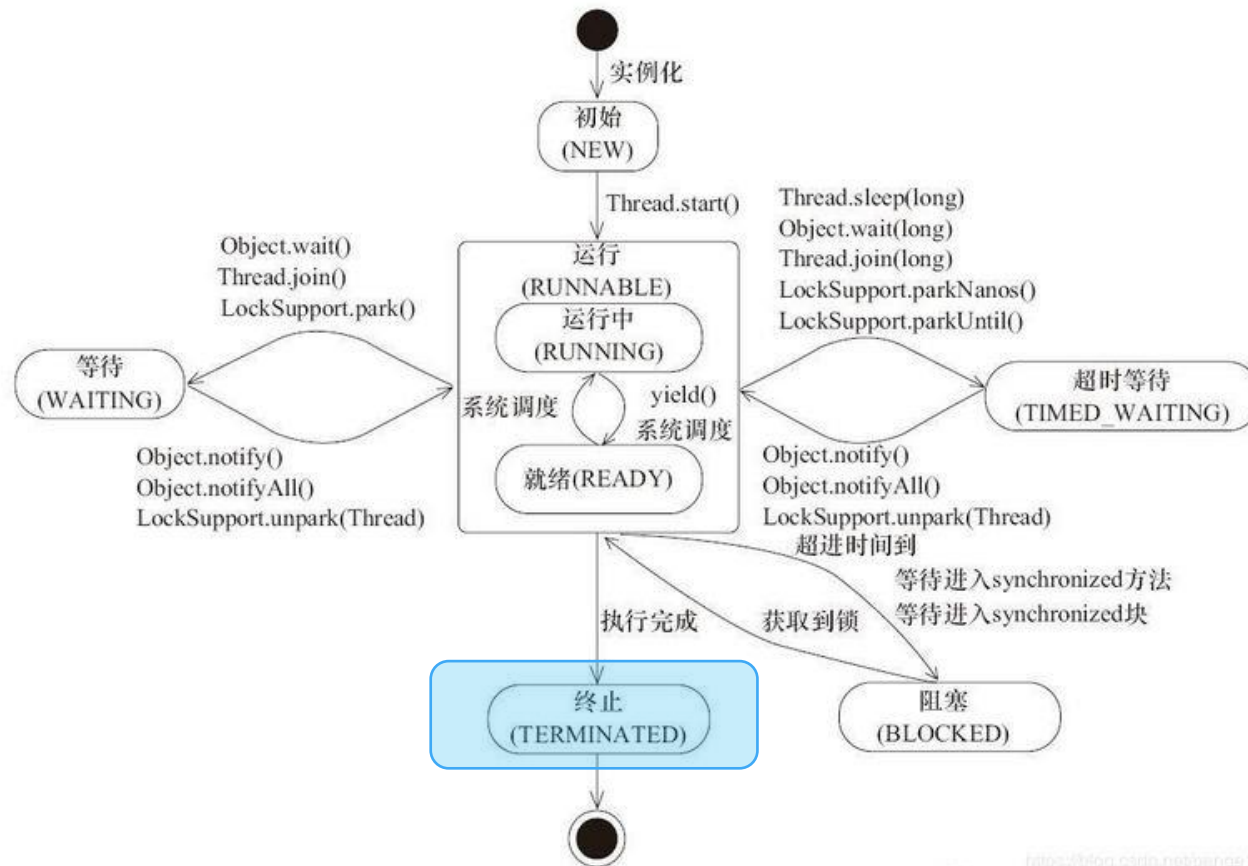 实例化
初始
(NEW)
Thread.start()
Thread.sleep(long)
Object.wait(long)
Thread.join(long)
LockSupport.parkNanos()
LockSupport.parkUntil()
Object.wait()
Thread.join()
LockSupport.park()
运行
(RUNNABLE)
运行中
(RUNNING)
等待
(WAITING)
系统调度
yield()
系统调度
超时等待
(TIMED_WAITING)
就绪(READY)
Object.notify()
Object.notifyAll()
LockSupport.unpark(Thread)
Object.notify()
Object.notifyAll()
LockSupport.unpark(Thread)
超进时间到
等待进入synchronized方法
等待进入synchronized块
执行完成
获取到锁
终止
(TERMINATED)
阻塞
(BLOCKED)